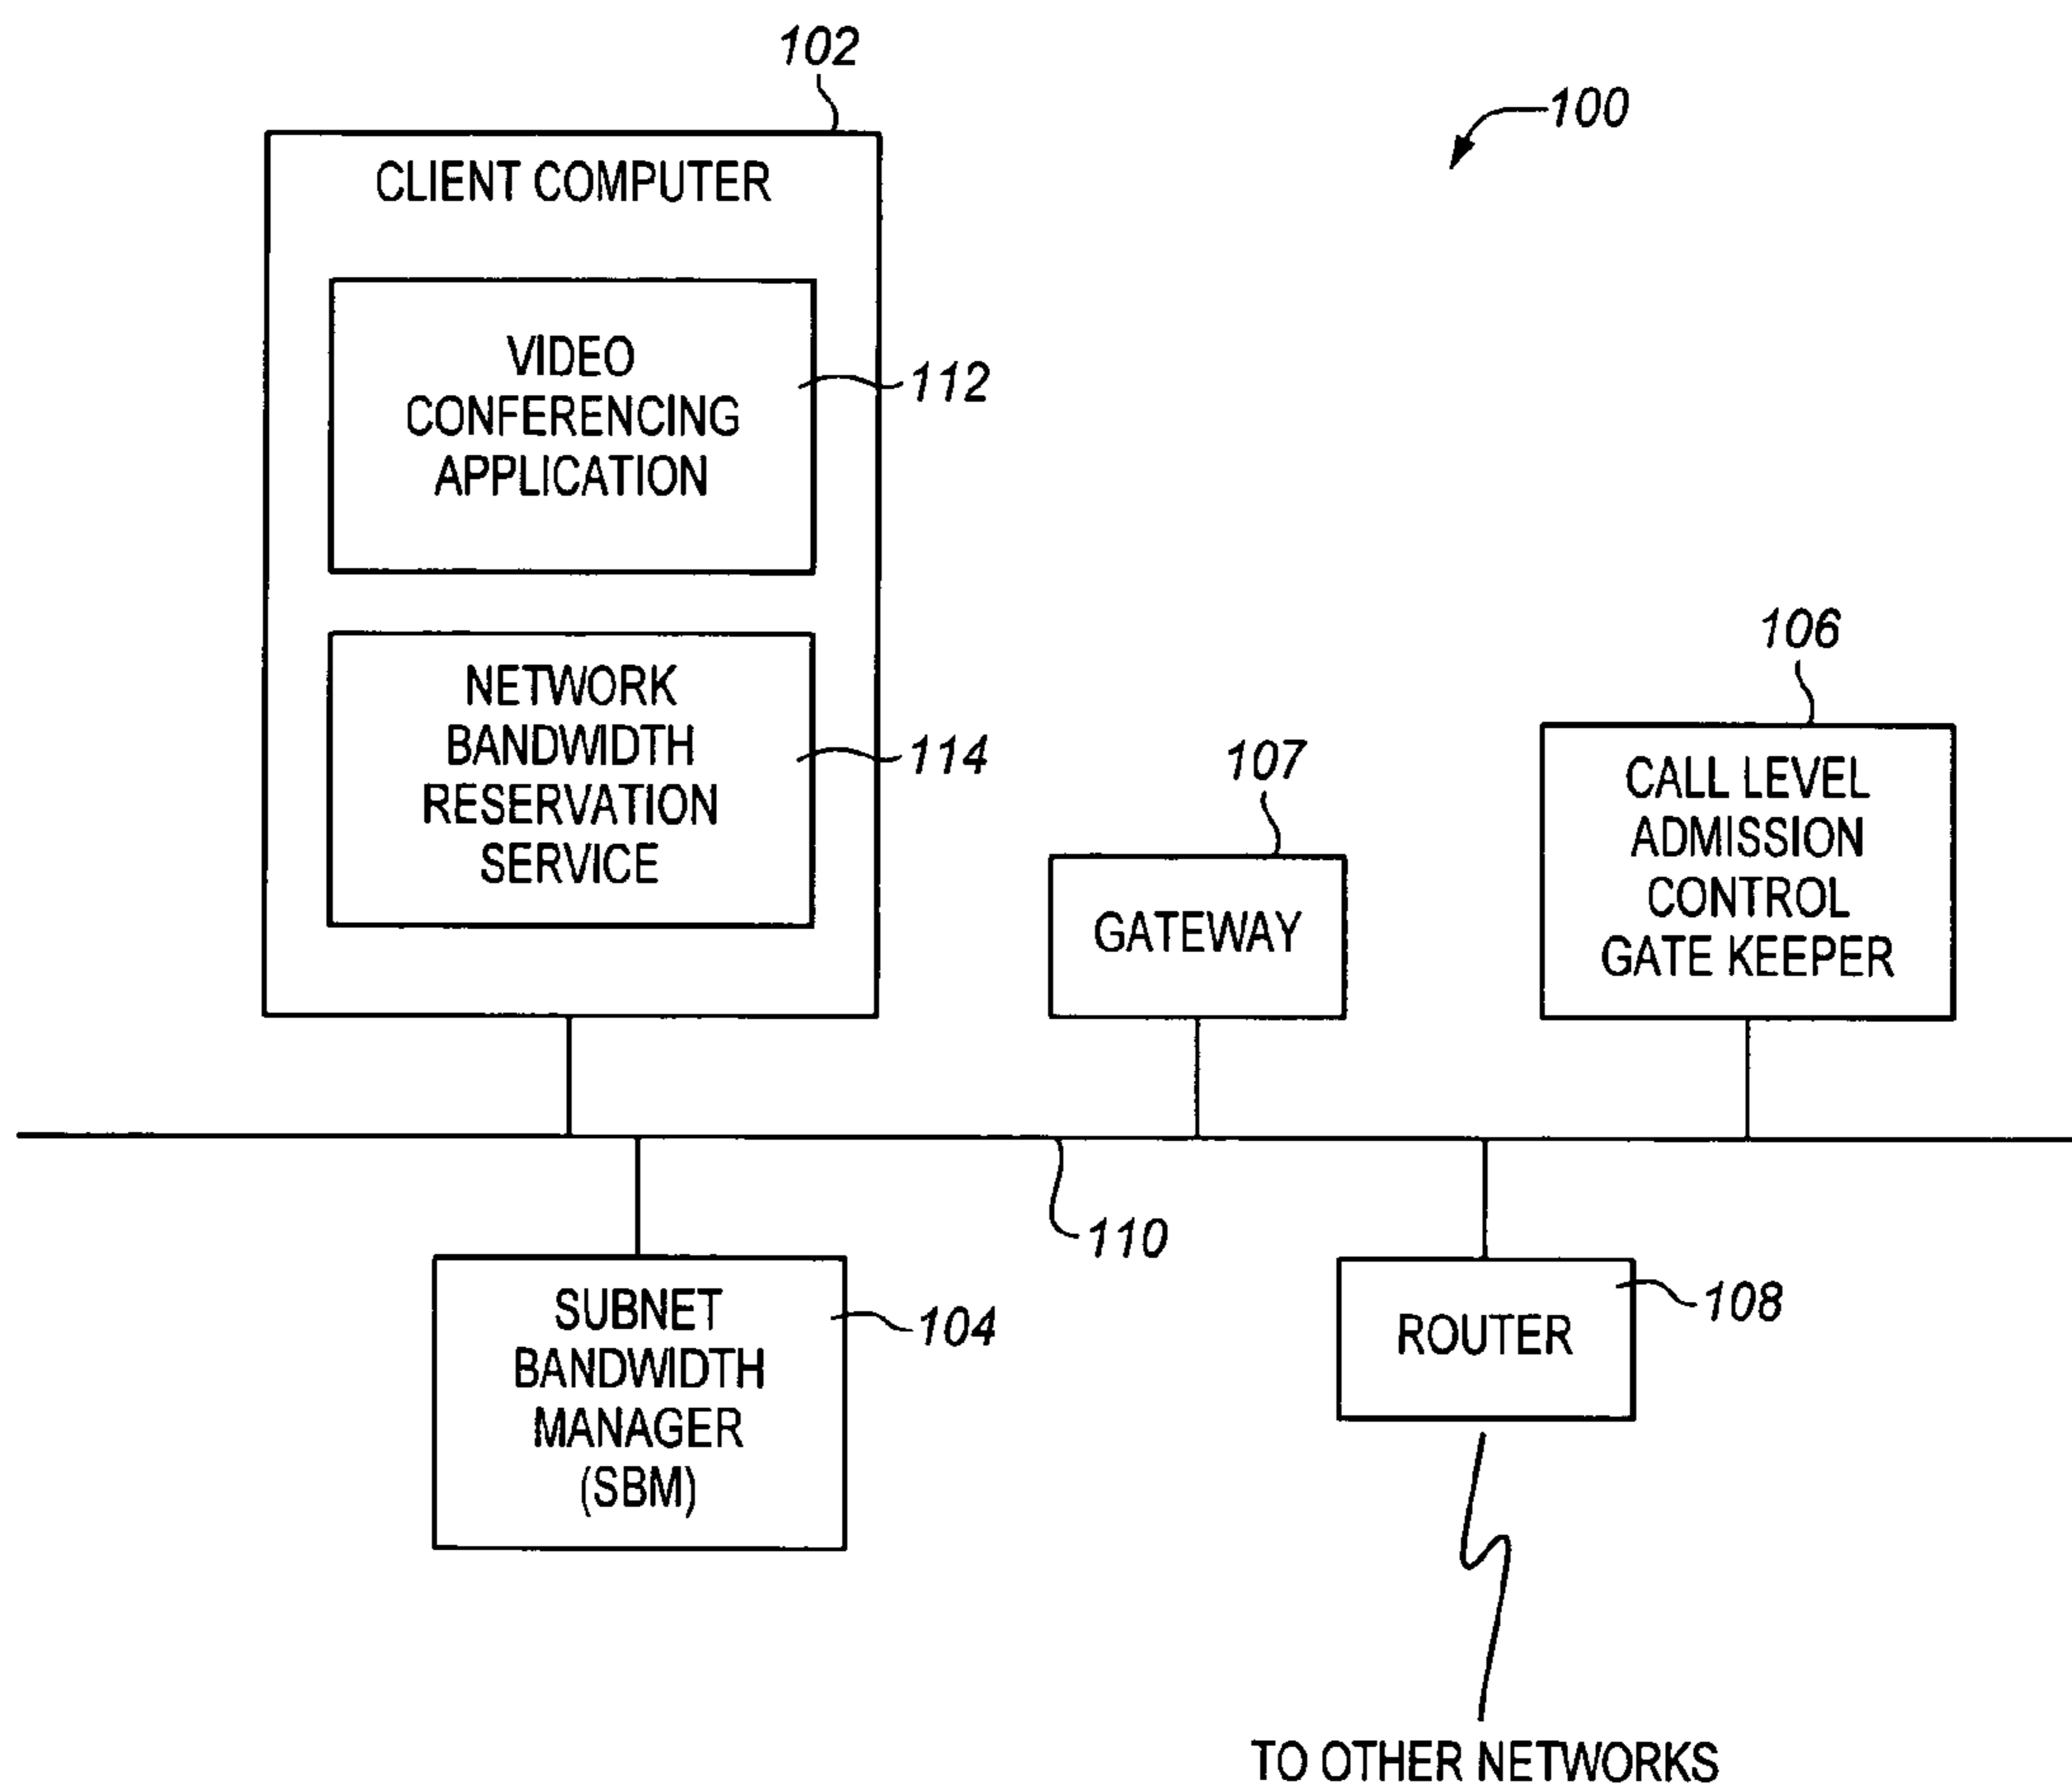 102
100
CLIENT COMPUTER
VIDEO
CONFERENCING
APPLICATION
112
NETWORK
BANDWIDTH
RESERVATION
SERVICE
114
107
GATEWAY
106
CALL LEVEL
ADMISSION
CONTROL
GATE KEEPER
110
SUBNET
BANDWIDTH
MANAGER
(SBM)
104
ROUTER
108
TO OTHER NETWORKS